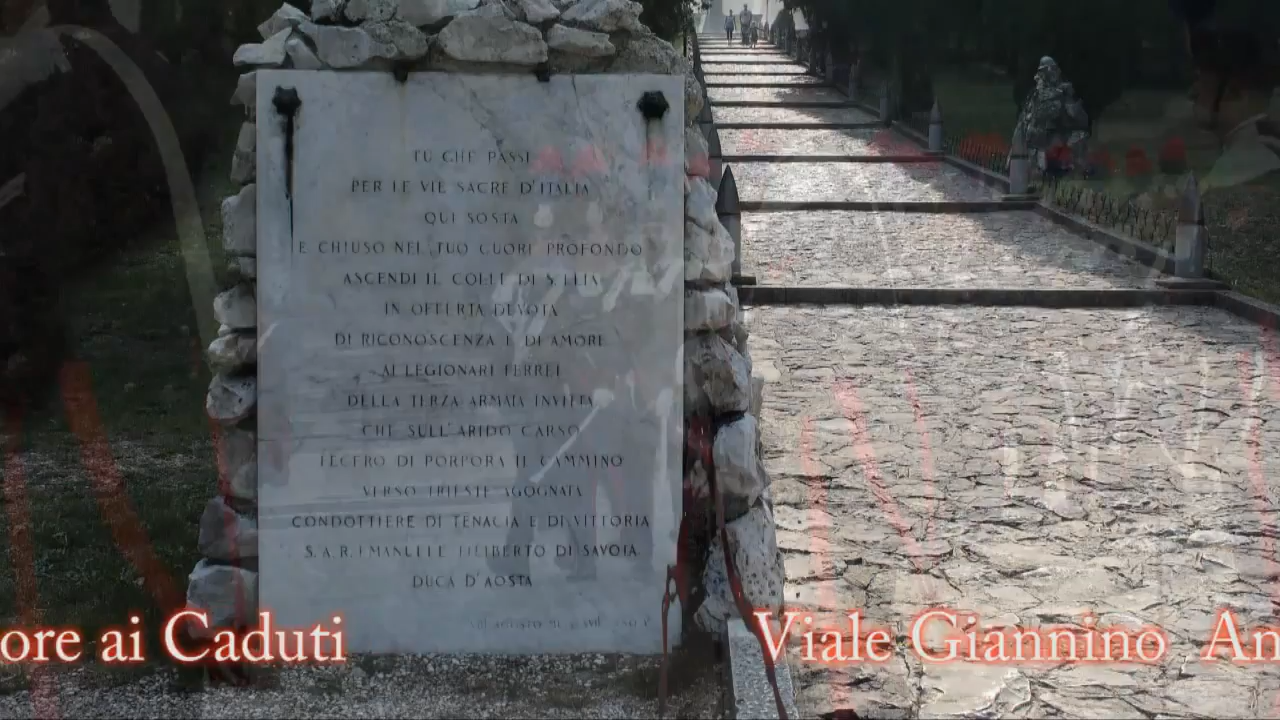 TU CHE PASSI
PER LE VIE SACRE D'ITALIA
QUI SOSTA
E CHIUSO NEL TUO CUORE PROFONDO
ASCENDI IL COLLE DI S. ELIA
IN OFFERTA DEVOTA
DI RICONOSCENZA E DI AMORE
AI LEGIONARI FERREI
DELLA TERZA ARMATA INVITTA
CHE SULL'ARIDO CARSO
FECERO DI PORPORA IL CAMMINO
VERSO TRIESTE AGOGNATA
CONDOTTIERE DI TENACIA E DI VITTORIA
S.A.R. EMANUELE FILIBERTO DI SAVOIA
DUCA D'AOSTA
ore ai Caduti Viale Giannino An